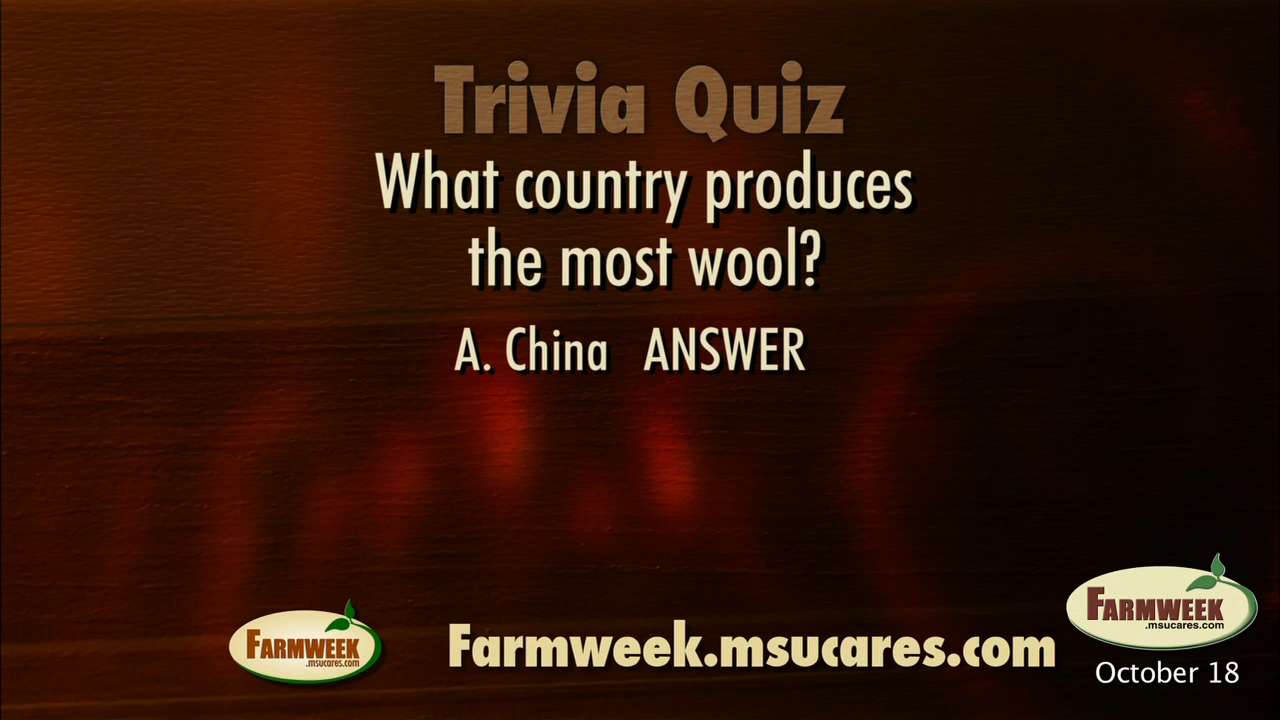 Trivia Quiz
What country produces
the most wool?
A. China ANSWER
FARMWEEK
.msucares.com
Farmweek.msucares.com
FARMWEEK
.msucares.com
October 18